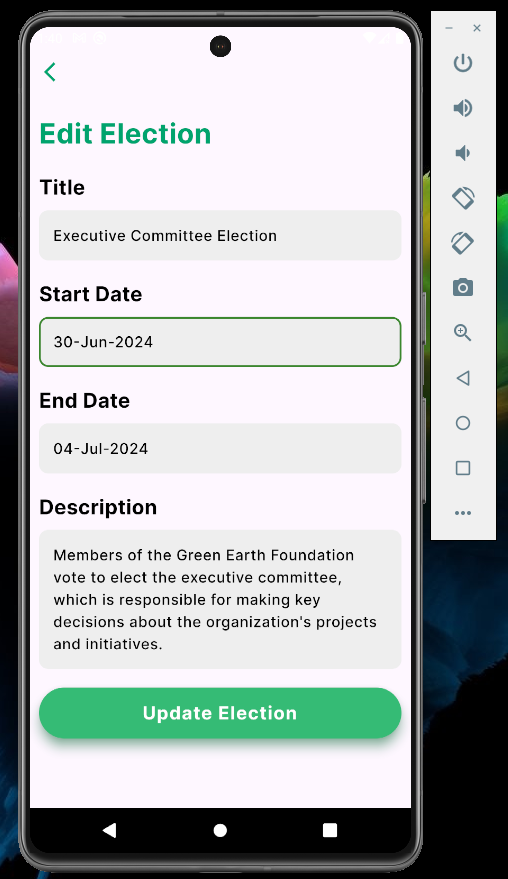 Edit Election
Title
Executive Committee Election
Start Date
30-Jun-2024
End Date
04-Jul-2024
Description
Members of the Green Earth Foundation
vote to elect the executive committee,
which is responsible for making key
decisions about the organization's projects
and initiatives.
Update Election